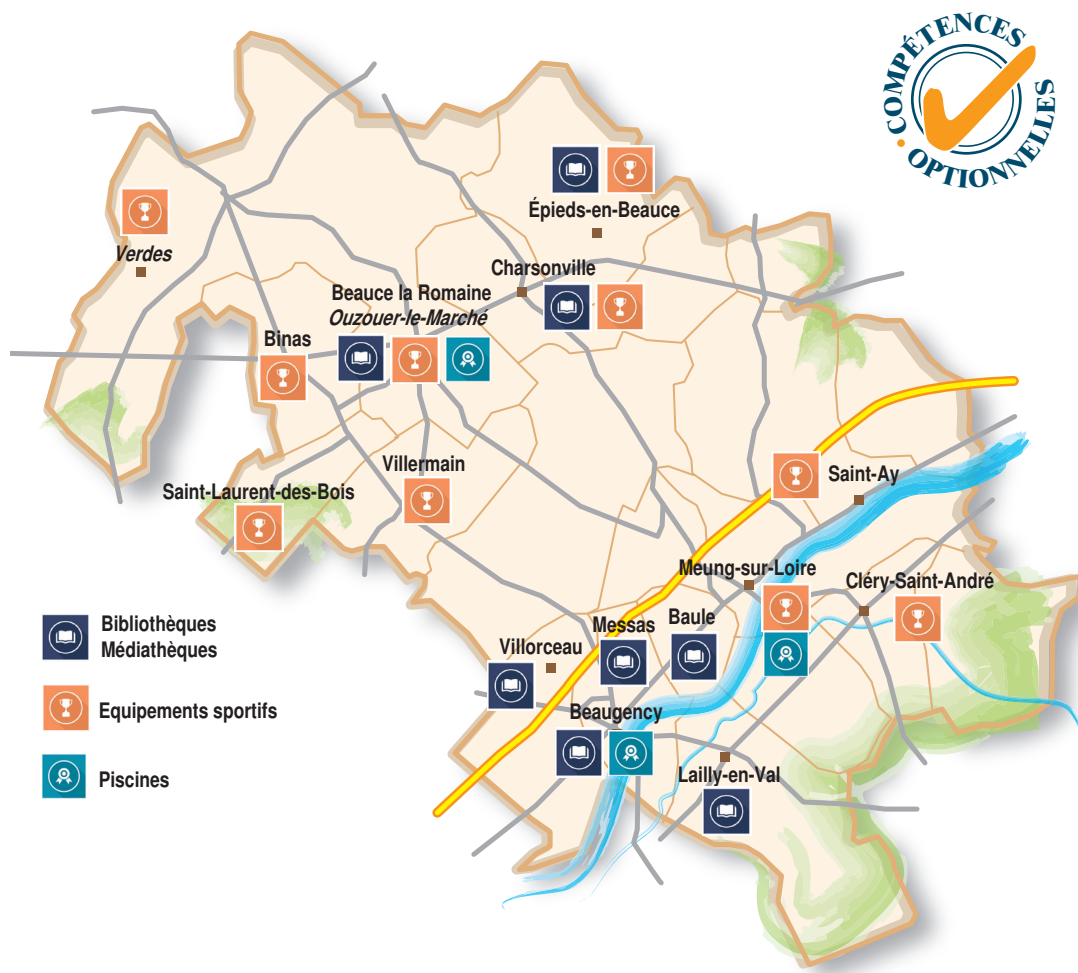 • COMPÉTENCES
OPTIONNELLES
Épieds-en-Beauce
Verdes
Charsonville
Beauce la Romaine
Ouzouer-le-Marché
Binas
Villermain
Saint-Ay
Saint-Laurent-des-Bois
Meung-sur-Loire
Cléry-Saint-André
Bibliothèques
Médiathèques
Messas
Baule
Villorceau
Equipements sportifs
Beaugency
Lailly-en-Val
Piscines